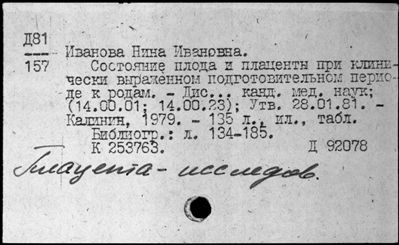 Д81
157
Иванова Нина Ивановна.
Состояние плода и плаценты при клини-
чески выраженном подготовительном перио-
де к родам. - Дис... канд. мед. наук;
(14.00.01; 14.00.23); Утв. 28.01.81. -
Калинин, 1979. - 135 л., ил., табл.
Библиогр.: л. 134-185.
К 253763. Д 92078
Плацента - исследов.